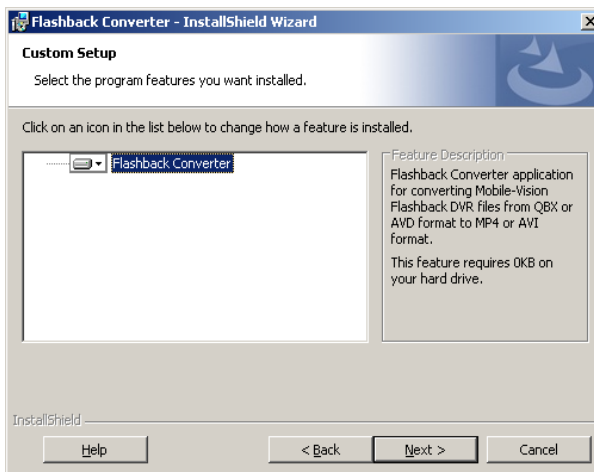 Flashback Converter - InstallShield Wizard
Custom Setup
Select the program features you want installed.
Click on an icon in the list below to change how a feature is installed.
Flashback Converter
Feature Description
Flashback Converter application
for converting Mobile-Vision
Flashback DVR files from QBX or
AVD format to MP4 or AVI
format.
This feature requires 0KB on
your hard drive.
InstallShield
Help
< Back
Next >
Cancel